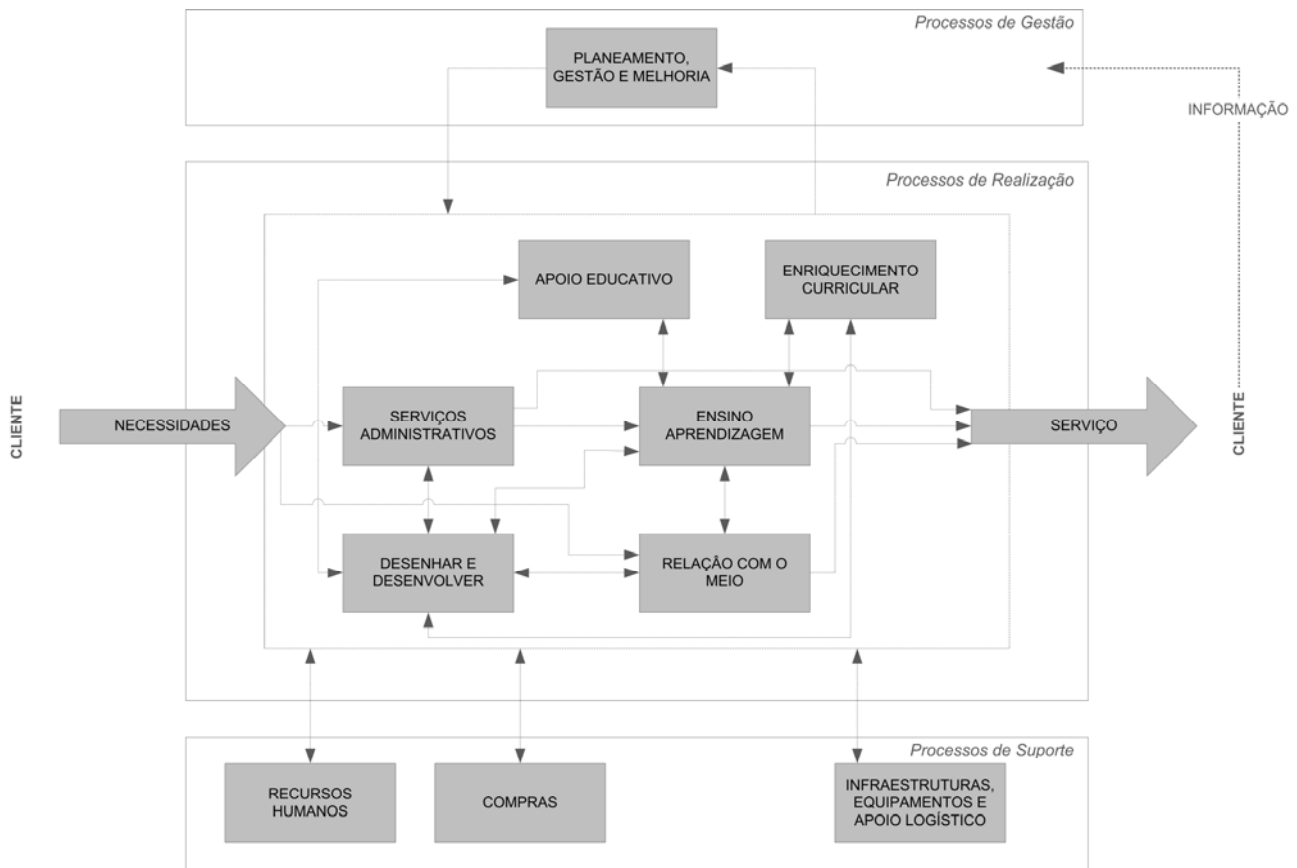 Processos de Gestão
PLANEAMENTO,
GESTÃO E MELHORIA
INFORMAÇÃO
Processos de Realização
APOIO EDUCATIVO
ENRIQUECIMENTO
CURRICULAR
CLIENTE
NECESSIDADES
SERVIÇOS
ADMINISTRATIVOS
ENSINO
APRENDIZAGEM
SERVIÇO
CLIENTE
DESENHAR E
DESENVOLVER
RELAÇÂO COM O
MEIO
Processos de Suporte
RECURSOS
HUMANOS
COMPRAS
INFRAESTRUTURAS,
EQUIPAMENTOS E
APOIO LOGÍSTICO